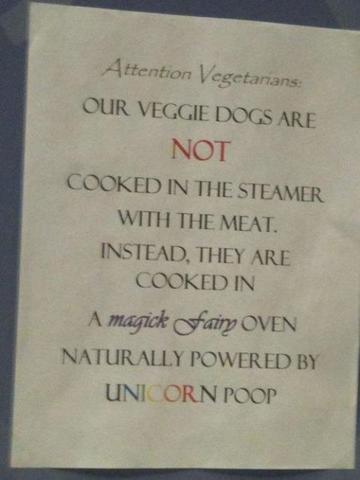 Attention Vegetarians:
OUR VEGGIE DOGS ARE
NOT
COOKED IN THE STEAMER
WITH THE MEAT.
INSTEAD, THEY ARE
COOKED IN
A magick Fairy OVEN
NATURALLY POWERED BY
UNICORN POOP